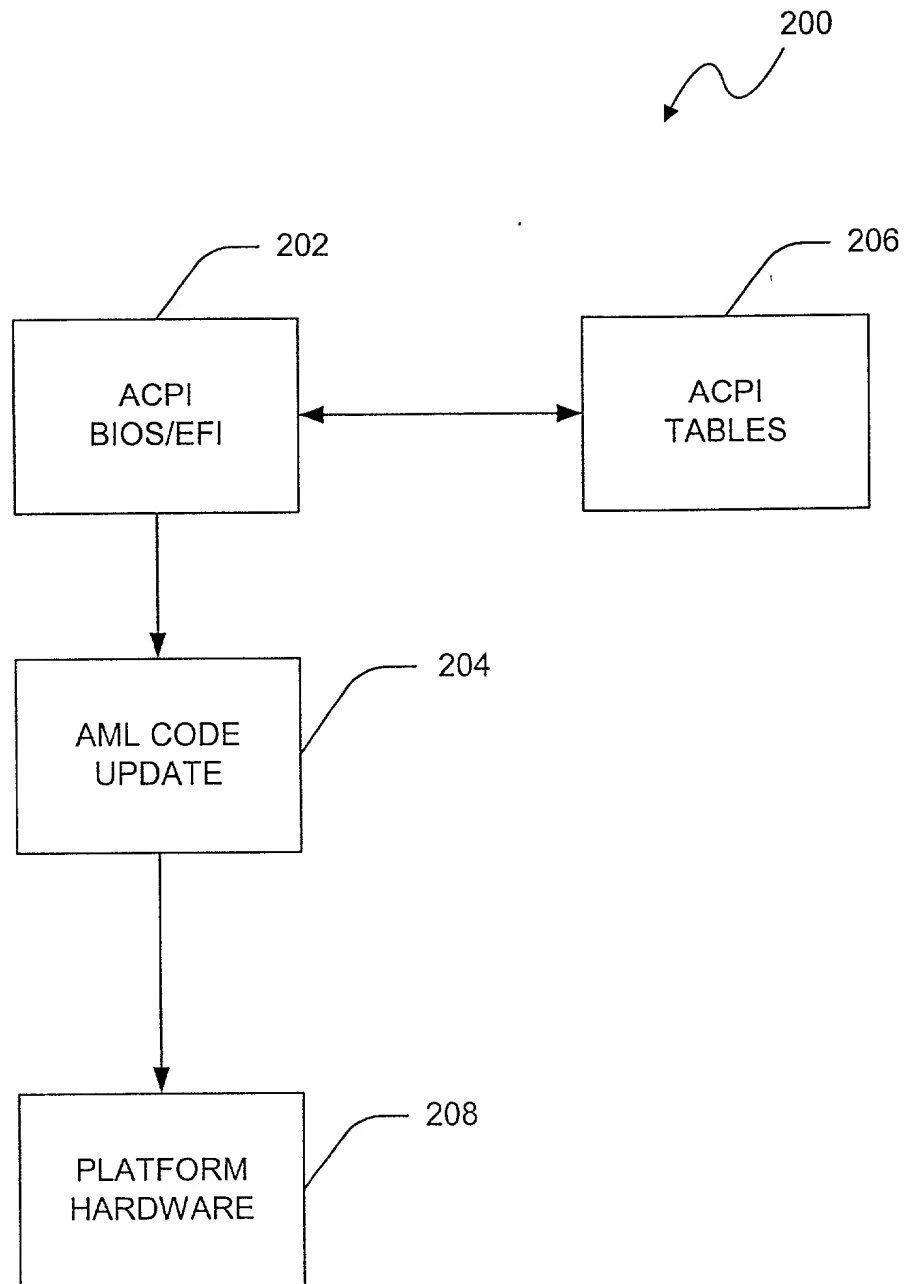 200
202
206
ACPI
BIOS/EFI
ACPI
TABLES
204
AML CODE
UPDATE
208
PLATFORM
HARDWARE